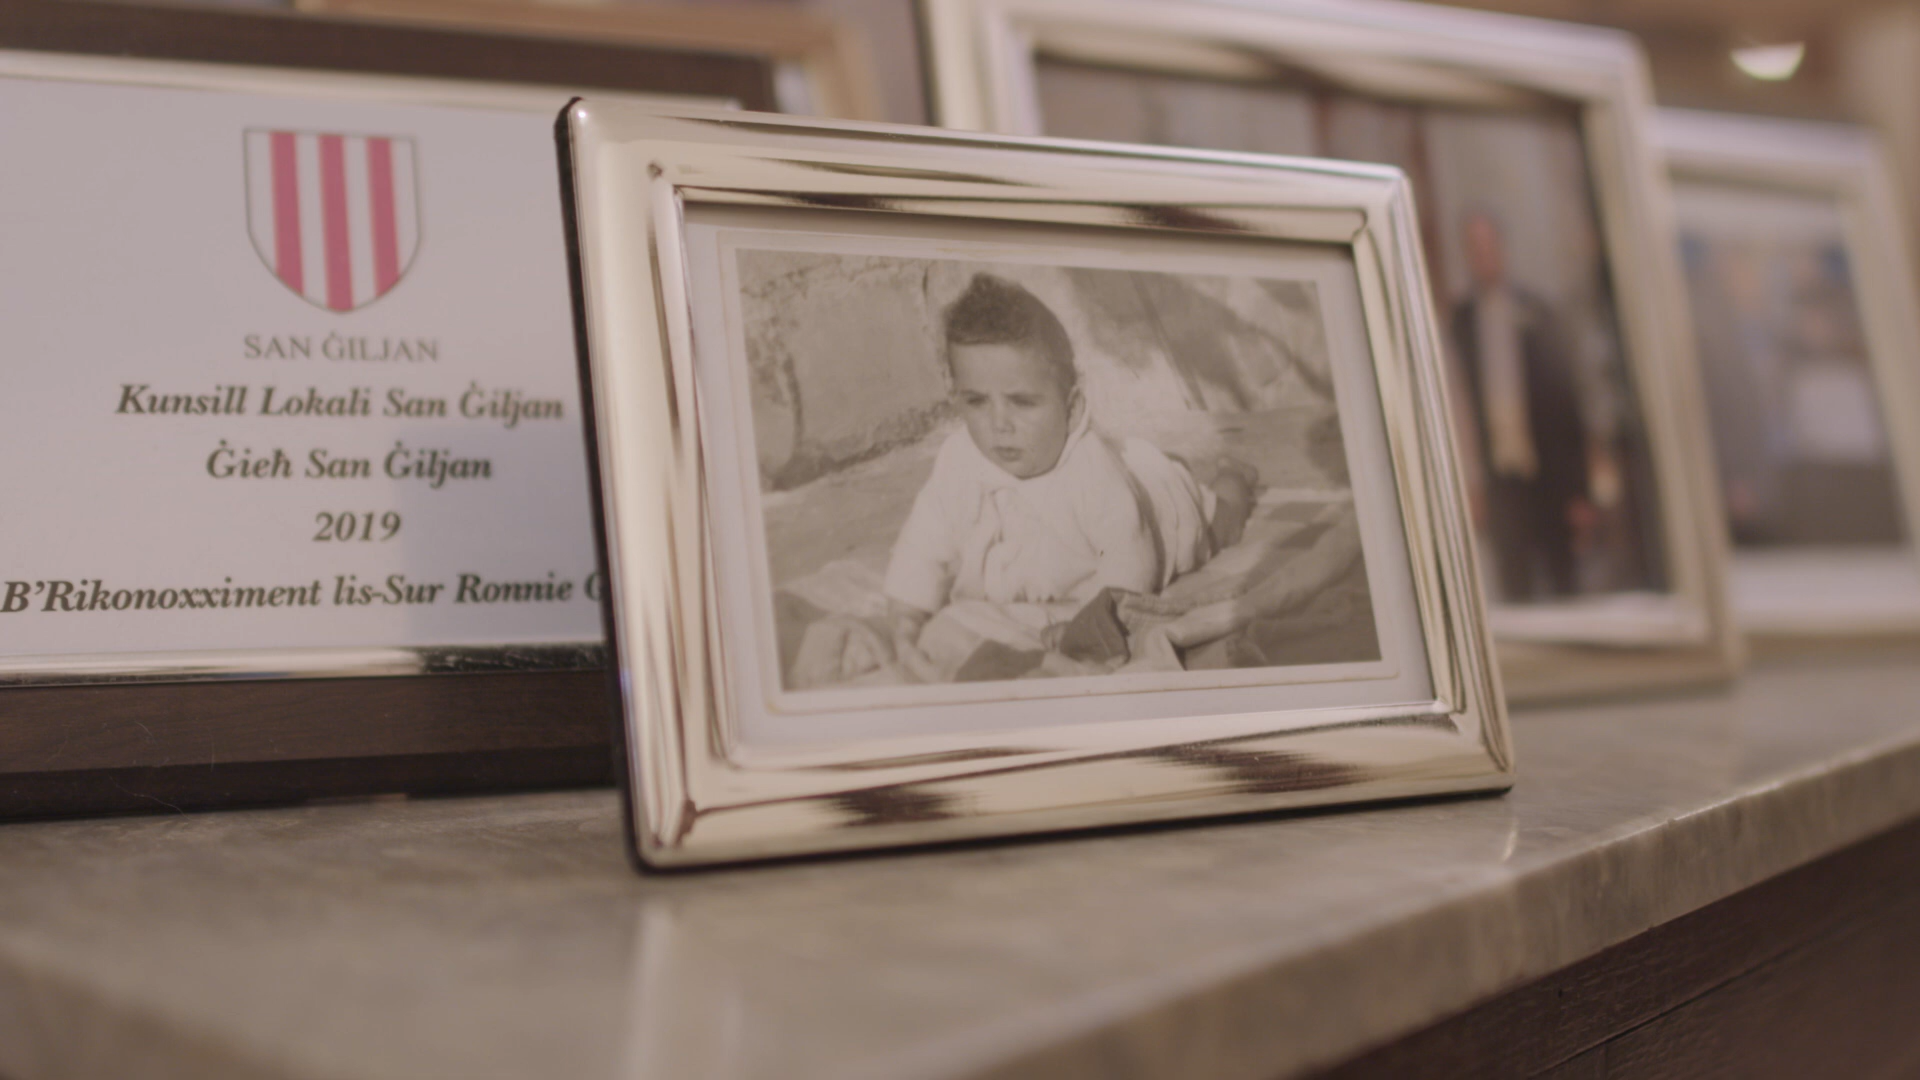 SAN ĠILJAN
Kunsill Lokali San Ġiljan
Ġieħ San Ġiljan
2019
B'Rikonoxximent lis-Sur Ronnie